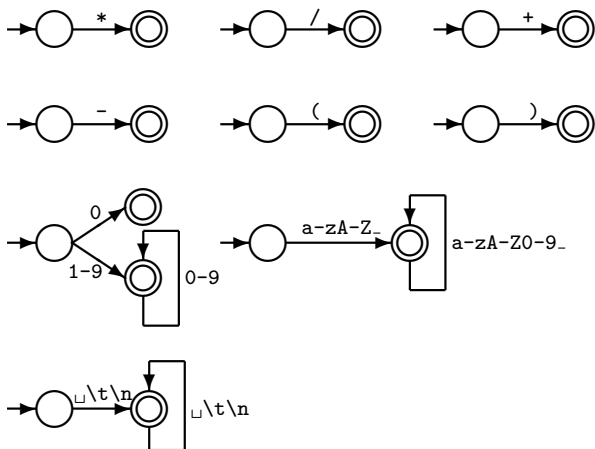 * / +
- ( )
0
1-9 0-9
a-zA-Z_ a-zA-Z0-9_
␣\t\n ␣\t\n